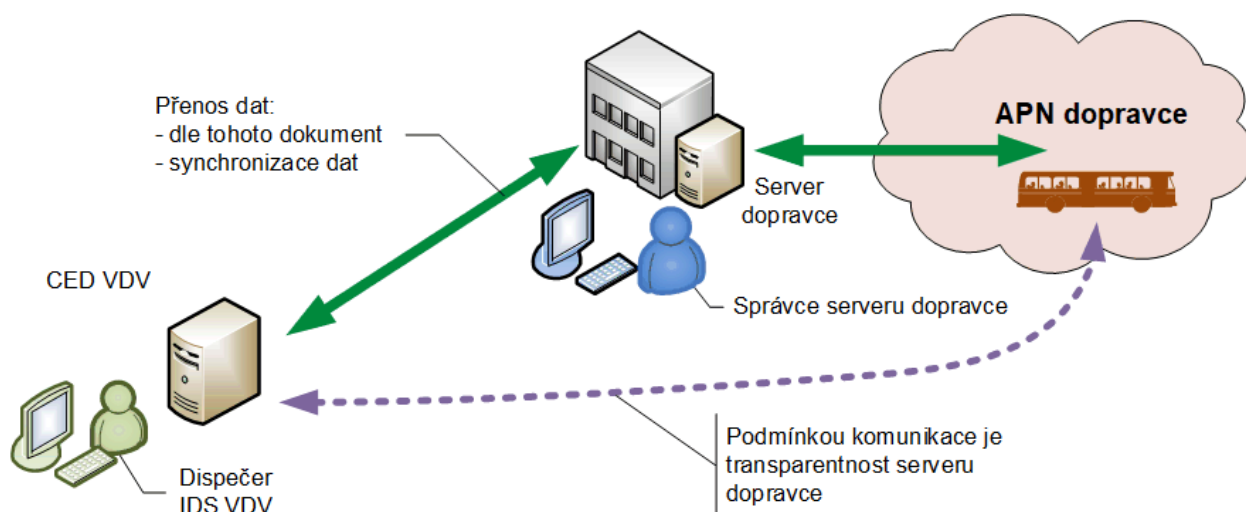 Přenos dat:
- dle tohoto dokument
- synchronizace dat
APN dopravce
Server
dopravce
CED VDV
Správce serveru dopravce
Podmínkou komunikace je
transparentnost serveru
dopravce
Dispečer
IDS VDV